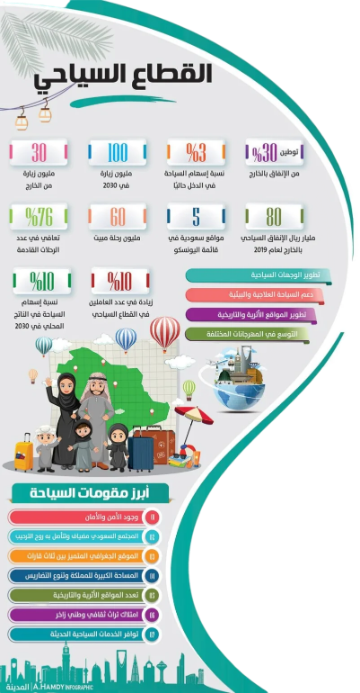 القطاع السياحي
توطين %30
من الإنفاق بالخارج
%3
نسبة إسهام السياحة
في الدخل حاليًا
100
مليون زيارة
في 2030
30
مليون زيارة
من الخارج
80
مليار ريال الإنفاق السياحي
بالخارج لعام 2019
5
مواقع سعودية في
قائمة اليونسكو
60
مليون رحلة مبيت
%76
تعافي في عدد
الرحلات القادمة
%10
زيادة في عدد العاملين
في القطاع السياحي
%10
نسبة إسهام
السياحة في الناتج
المحلي في 2030
تطوير الوجهات السياحية
دعم السياحة العلاجية والبيئية
تطوير المواقع الأثرية والتاريخية
التوسع في المهرجانات المختلفة
أبرز مقومات السياحة
وجود الأمن والأمان
المجتمع السعودي مضياف وتتأصل به روح الترحيب
الموقع الجغرافي المتميز بين ثلاث قارات
المساحة الكبيرة للمملكة وتنوع التضاريس
تعدد المواقع الأثرية والتاريخية
امتلاك تراث ثقافي وطني زاخر
توافر الخدمات السياحية الحديثة
المدينة | A.HAMDY INFOGRAPHIC